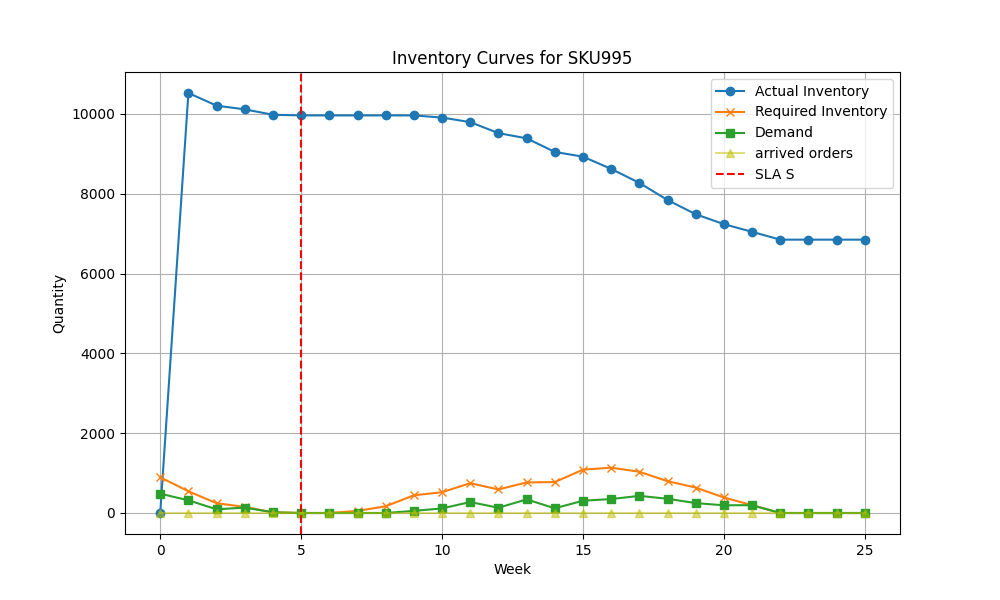 Inventory Curves for SKU995
Actual Inventory
Required Inventory
Demand
arrived orders
SLA S
10000
8000
6000
4000
2000
0
Quantity
0 5 10 15 20 25
Week